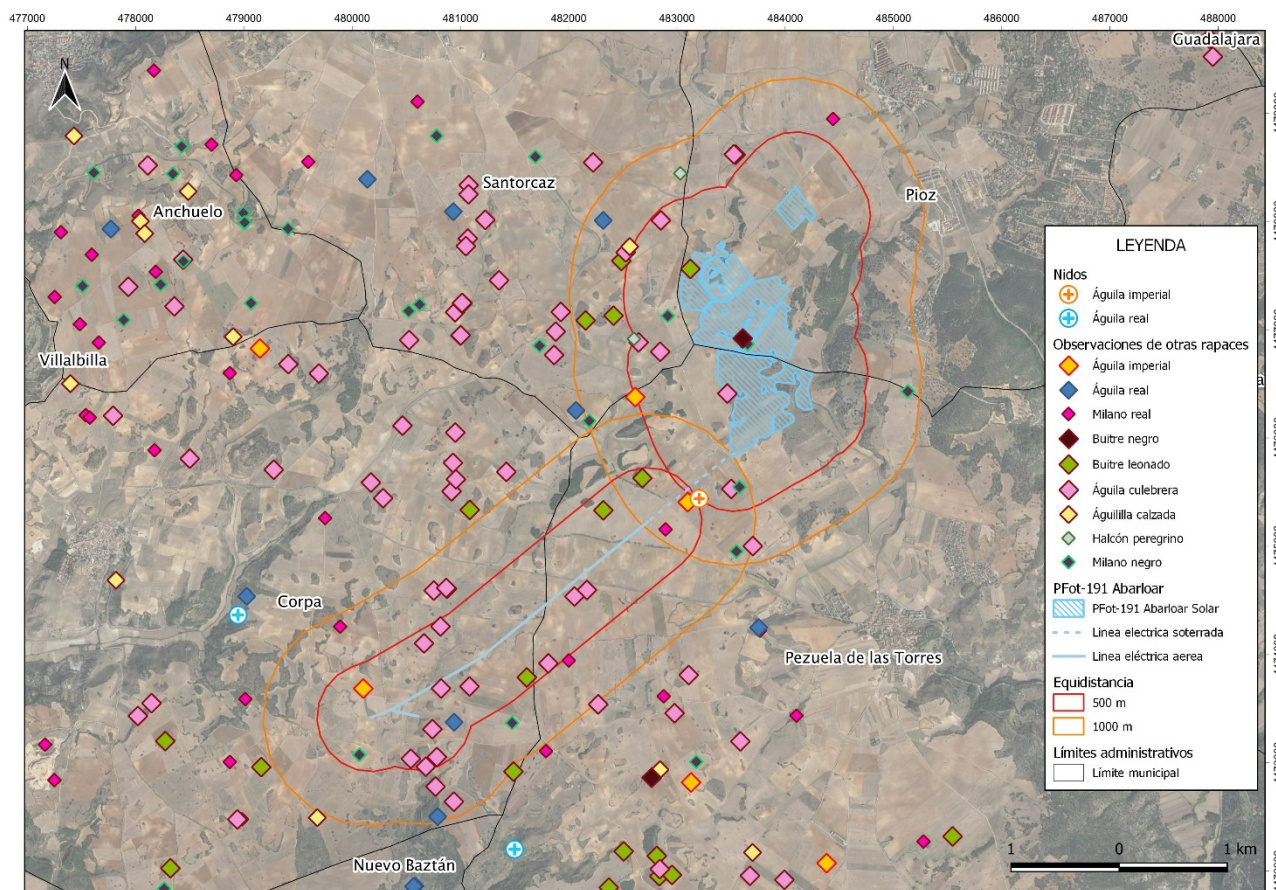 477000 478000 479000 480000 481000 482000 483000 484000 485000 486000 487000 488000
Guadalajara
N
Santorcaz
Pioz
Anchuelo
Villalbilla
Corpa
Pezuela de las Torres
Nuevo Baztán
LEYENDA
Nidos
Águila imperial
Águila real
Observaciones de otras rapaces
Águila imperial
Águila real
Milano real
Buitre negro
Buitre leonado
Águila culebrera
Águililla calzada
Halcón peregrino
Milano negro
PFot-191 Abarloar
PFot-191 Abarloar Solar
Linea electrica soterrada
Linea eléctrica aerea
Equidistancia
500 m
1000 m
Límites administrativos
Límite municipal
1 0 1 km